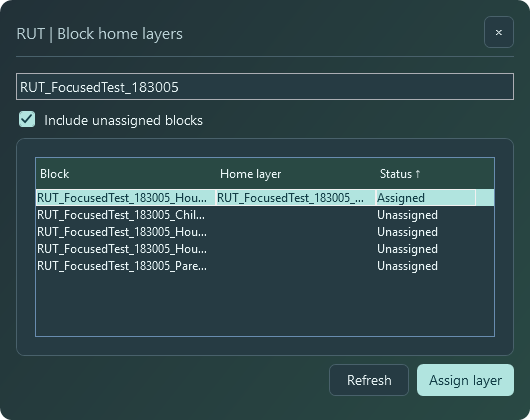 RUT | Block home layers
×
RUT_FocusedTest_183005
Include unassigned blocks
Block Home layer Status ↑
RUT_FocusedTest_183005_Hou... RUT_FocusedTest_183005_... Assigned
RUT_FocusedTest_183005_Chil... Unassigned
RUT_FocusedTest_183005_Hou... Unassigned
RUT_FocusedTest_183005_Hou... Unassigned
RUT_FocusedTest_183005_Pare... Unassigned
Refresh Assign layer